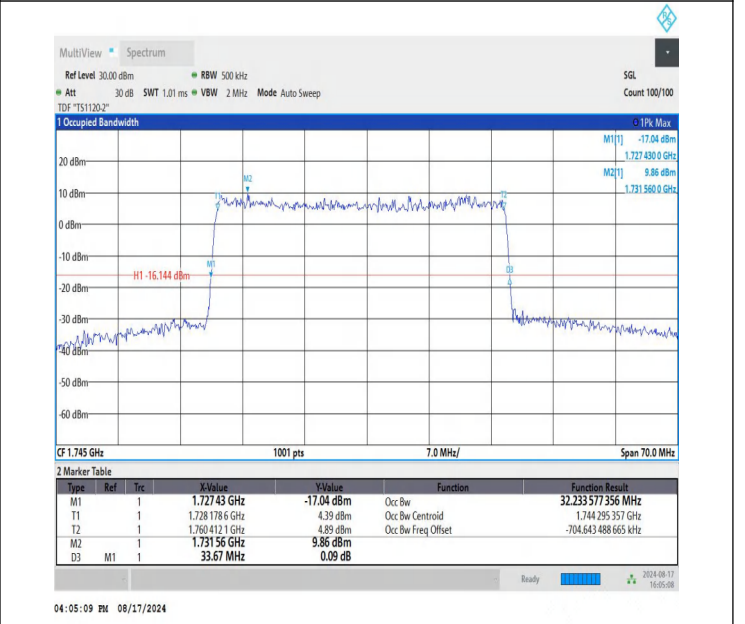 MultiView Spectrum
Ref Level 30.00 dBm RBW 500 kHz SGL
Att 30 dB SWT 1.01 ms VBW 2 MHz Mode Auto Sweep Count 100/100
TDF "TS1120-2"
1 Occupied Bandwidth 1Pk Max
M1[1] -17.04 dBm
1.727 430 0 GHz
M2[1] 9.86 dBm
1.731 560 0 GHz
20 dBm
M2
10 dBm
T1 T2
0 dBm
-10 dBm
M1
D3
H1 -16.144 dBm
-20 dBm
-30 dBm
-40 dBm
-50 dBm
-60 dBm
CF 1.745 GHz 1001 pts 7.0 MHz/ Span 70.0 MHz
2 Marker Table
Type Ref Trc X-Value Y-Value Function Function Result
M1 1 1.72743 GHz -17.04 dBm Occ Bw 32.233 577 356 MHz
T1 1 1.728 178 6 GHz 4.39 dBm Occ Bw Centroid 1.744 295 357 GHz
T2 1 1.760 412 1 GHz 4.89 dBm Occ Bw Freq Offset -704.643 488 665 kHz
M2 1 1.73156 GHz 9.86 dBm
D3 M1 1 33.67 MHz 0.09 dB
Ready 2024-08-17
16:05:08
04:05:09 PM 08/17/2024